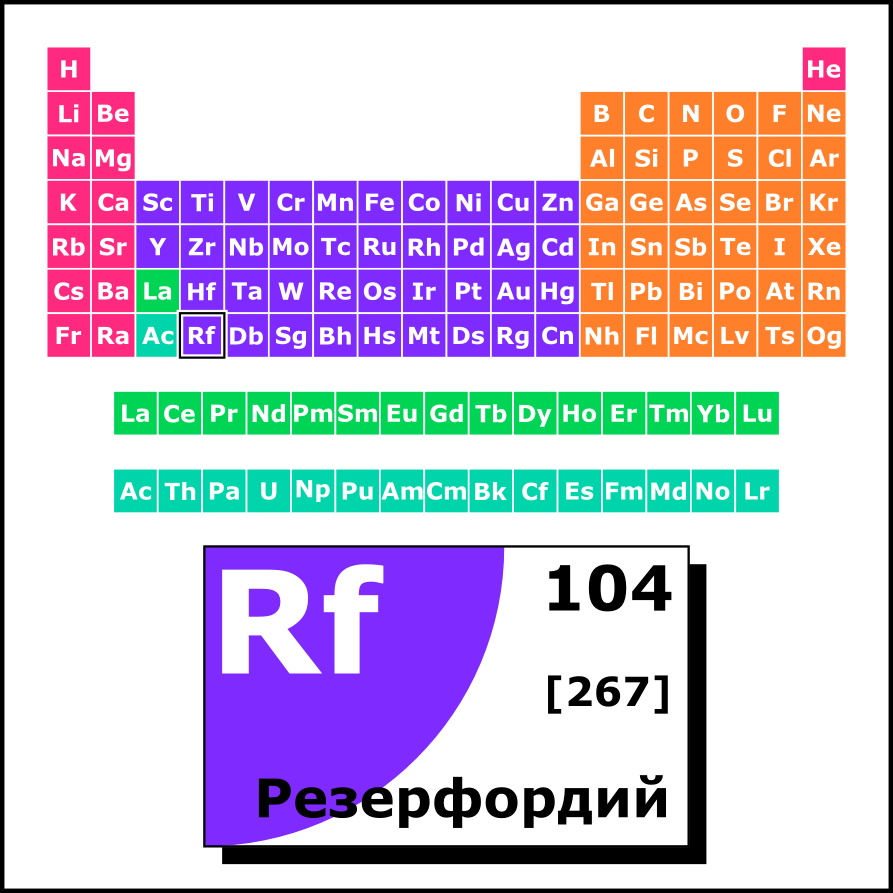 H He
Li Be B C N O F Ne
Na Mg Al Si P S Cl Ar
K Ca Sc Ti V Cr Mn Fe Co Ni Cu Zn Ga Ge As Se Br Kr
Rb Sr Y Zr Nb Mo Tc Ru Rh Pd Ag Cd In Sn Sb Te I Xe
Cs Ba La Hf Ta W Re Os Ir Pt Au Hg Tl Pb Bi Po At Rn
Fr Ra Ac Rf Db Sg Bh Hs Mt Ds Rg Cn Nh Fl Mc Lv Ts Og
La Ce Pr Nd Pm Sm Eu Gd Tb Dy Ho Er Tm Yb Lu
Ac Th Pa U Np Pu Am Cm Bk Cf Es Fm Md No Lr
Rf 104
[267]
Резерфордий